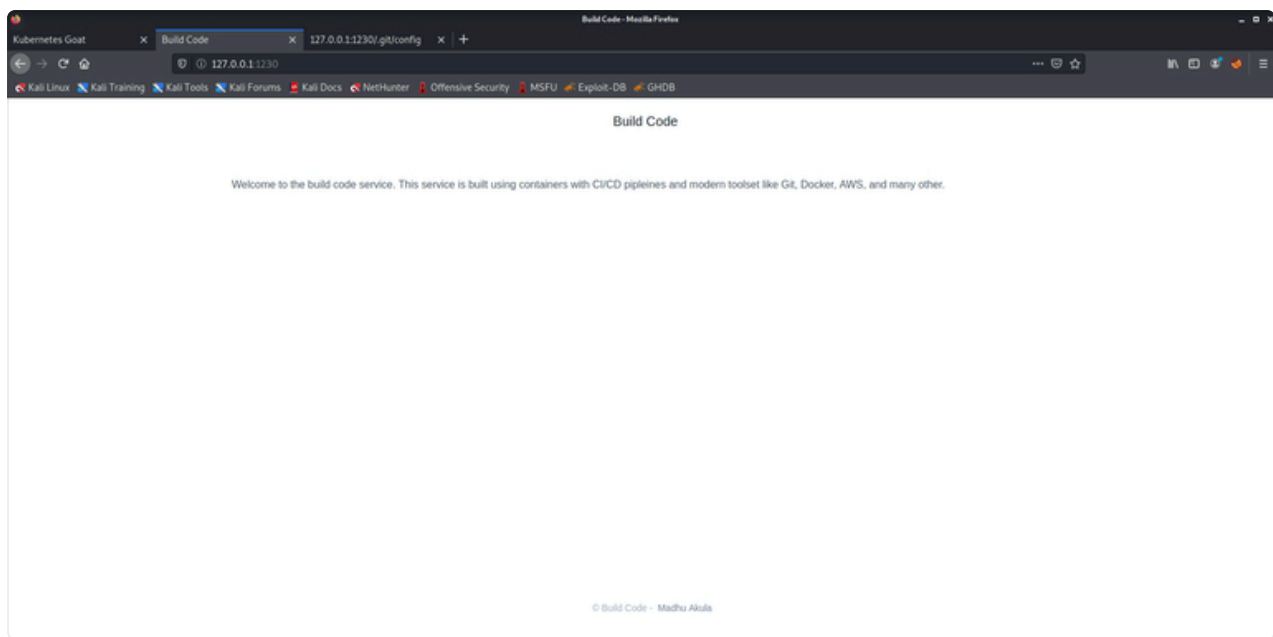 Build Code - Mozilla Firefox
Kubernetes Goat Build Code 127.0.0.1:1230/.git/config
127.0.0.1:1230
Kali Linux Kali Training Kali Tools Kali Forums Kali Docs NetHunter Offensive Security MSFU Exploit-DB GHDB
Build Code
Welcome to the build code service. This service is built using containers with CI/CD pipleines and modern toolset like Git, Docker, AWS, and many other.
© Build Code - Madhu Akula